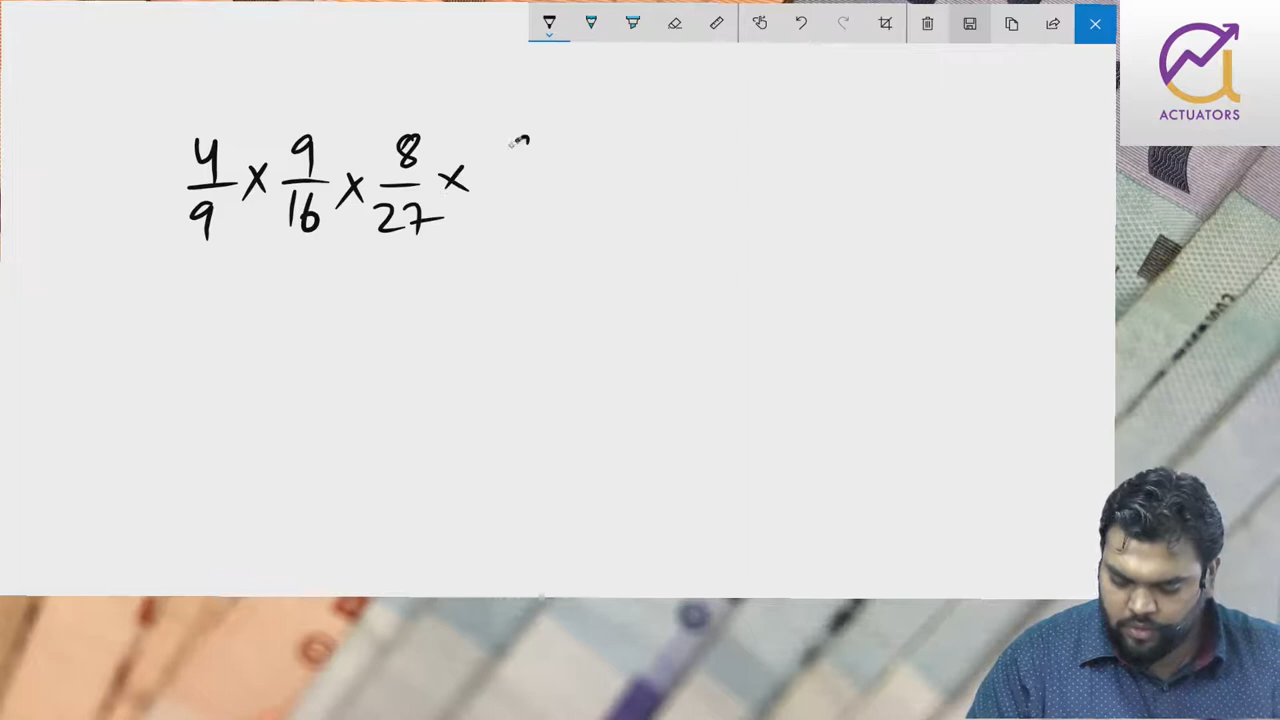 4/9 × 9/16 × 8/27 ×
ACTUATORS